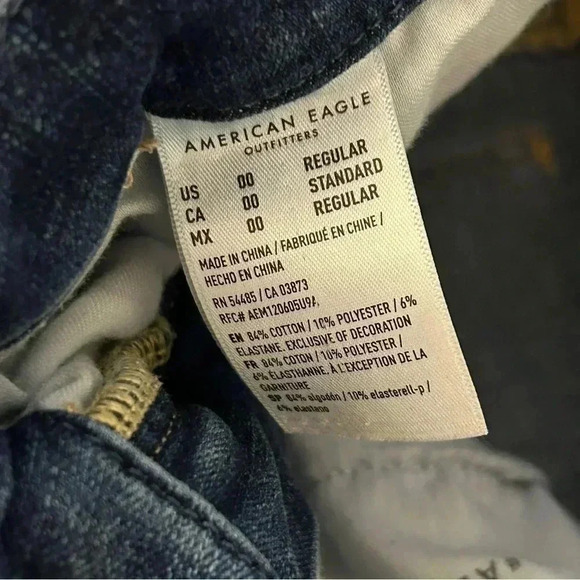 AMERICAN EAGLE
OUTFITTERS
US 00 REGULAR
CA 00 STANDARD
MX 00 REGULAR
MADE IN CHINA / FABRIQUÉ EN CHINE /
HECHO EN CHINA
RN 54485 / CA 03873
RFC# AEM120605U9A
EN 84% COTTON / 10% POLYESTER / 6%
ELASTANE. EXCLUSIVE OF DECORATION
FR 84% COTON / 10% POLYESTER /
6% ÉLASTHANNE. À L'EXCEPTION DE LA
GARNITURE
SP 84% algodón / 10% elasterell-p /
6% elastano